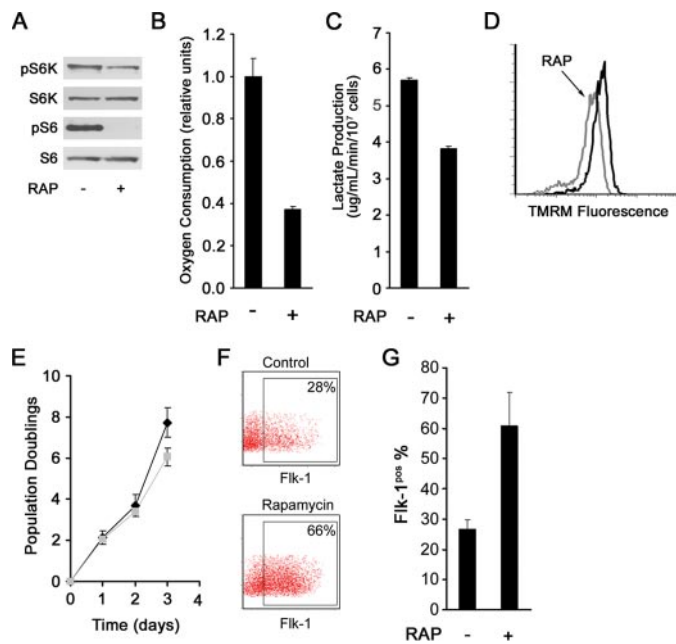 A
pS6K
S6K
pS6
S6
RAP - +
B
Oxygen Consumption (relative units)
1.2
1.0
0.8
0.6
0.4
0.2
0.0
RAP - +
C
Lactate Production
(ug/mL/min/10⁷ cells)
7
6
5
4
3
2
1
0
RAP - +
D
RAP
TMRM Fluorescence
E
Population Doublings
10
8
6
4
2
0
0 1 2 3 4
Time (days)
F
Control
28%
Flk-1
Rapamycin
66%
Flk-1
G
Flk-1ᵖᵒˢ %
80
70
60
50
40
30
20
10
0
RAP - +